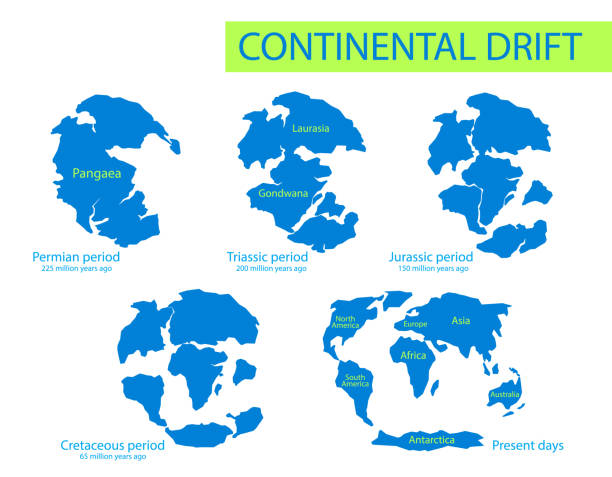 CONTINENTAL DRIFT
Pangaea
Permian period
225 million years ago
Laurasia
Gondwana
Triassic period
200 million years ago
Jurassic period
150 million years ago
Cretaceous period
65 million years ago
North
America
Europe
Asia
Africa
South
America
Australia
Antarctica
Present days